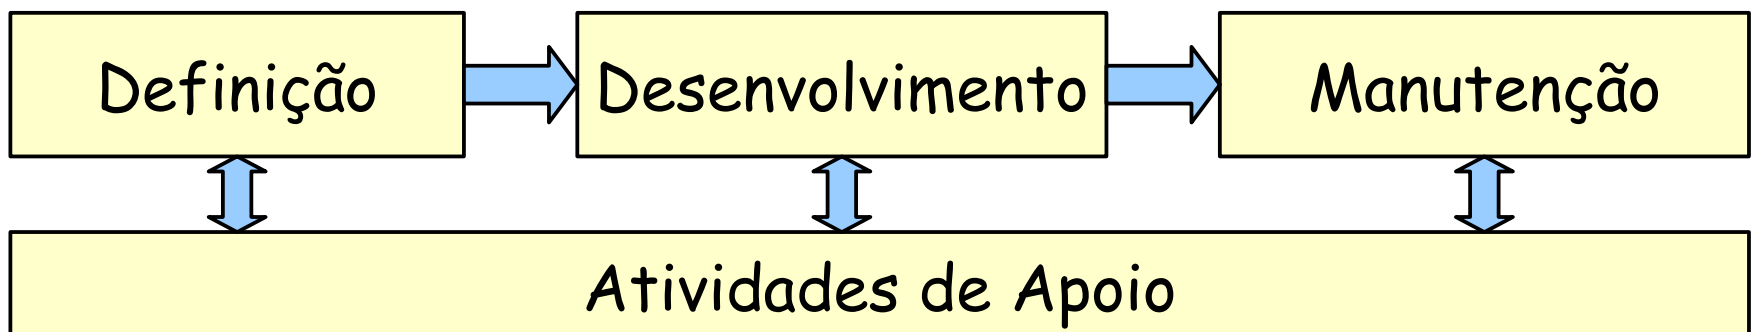 Definição
Desenvolvimento
Manutenção
Atividades de Apoio